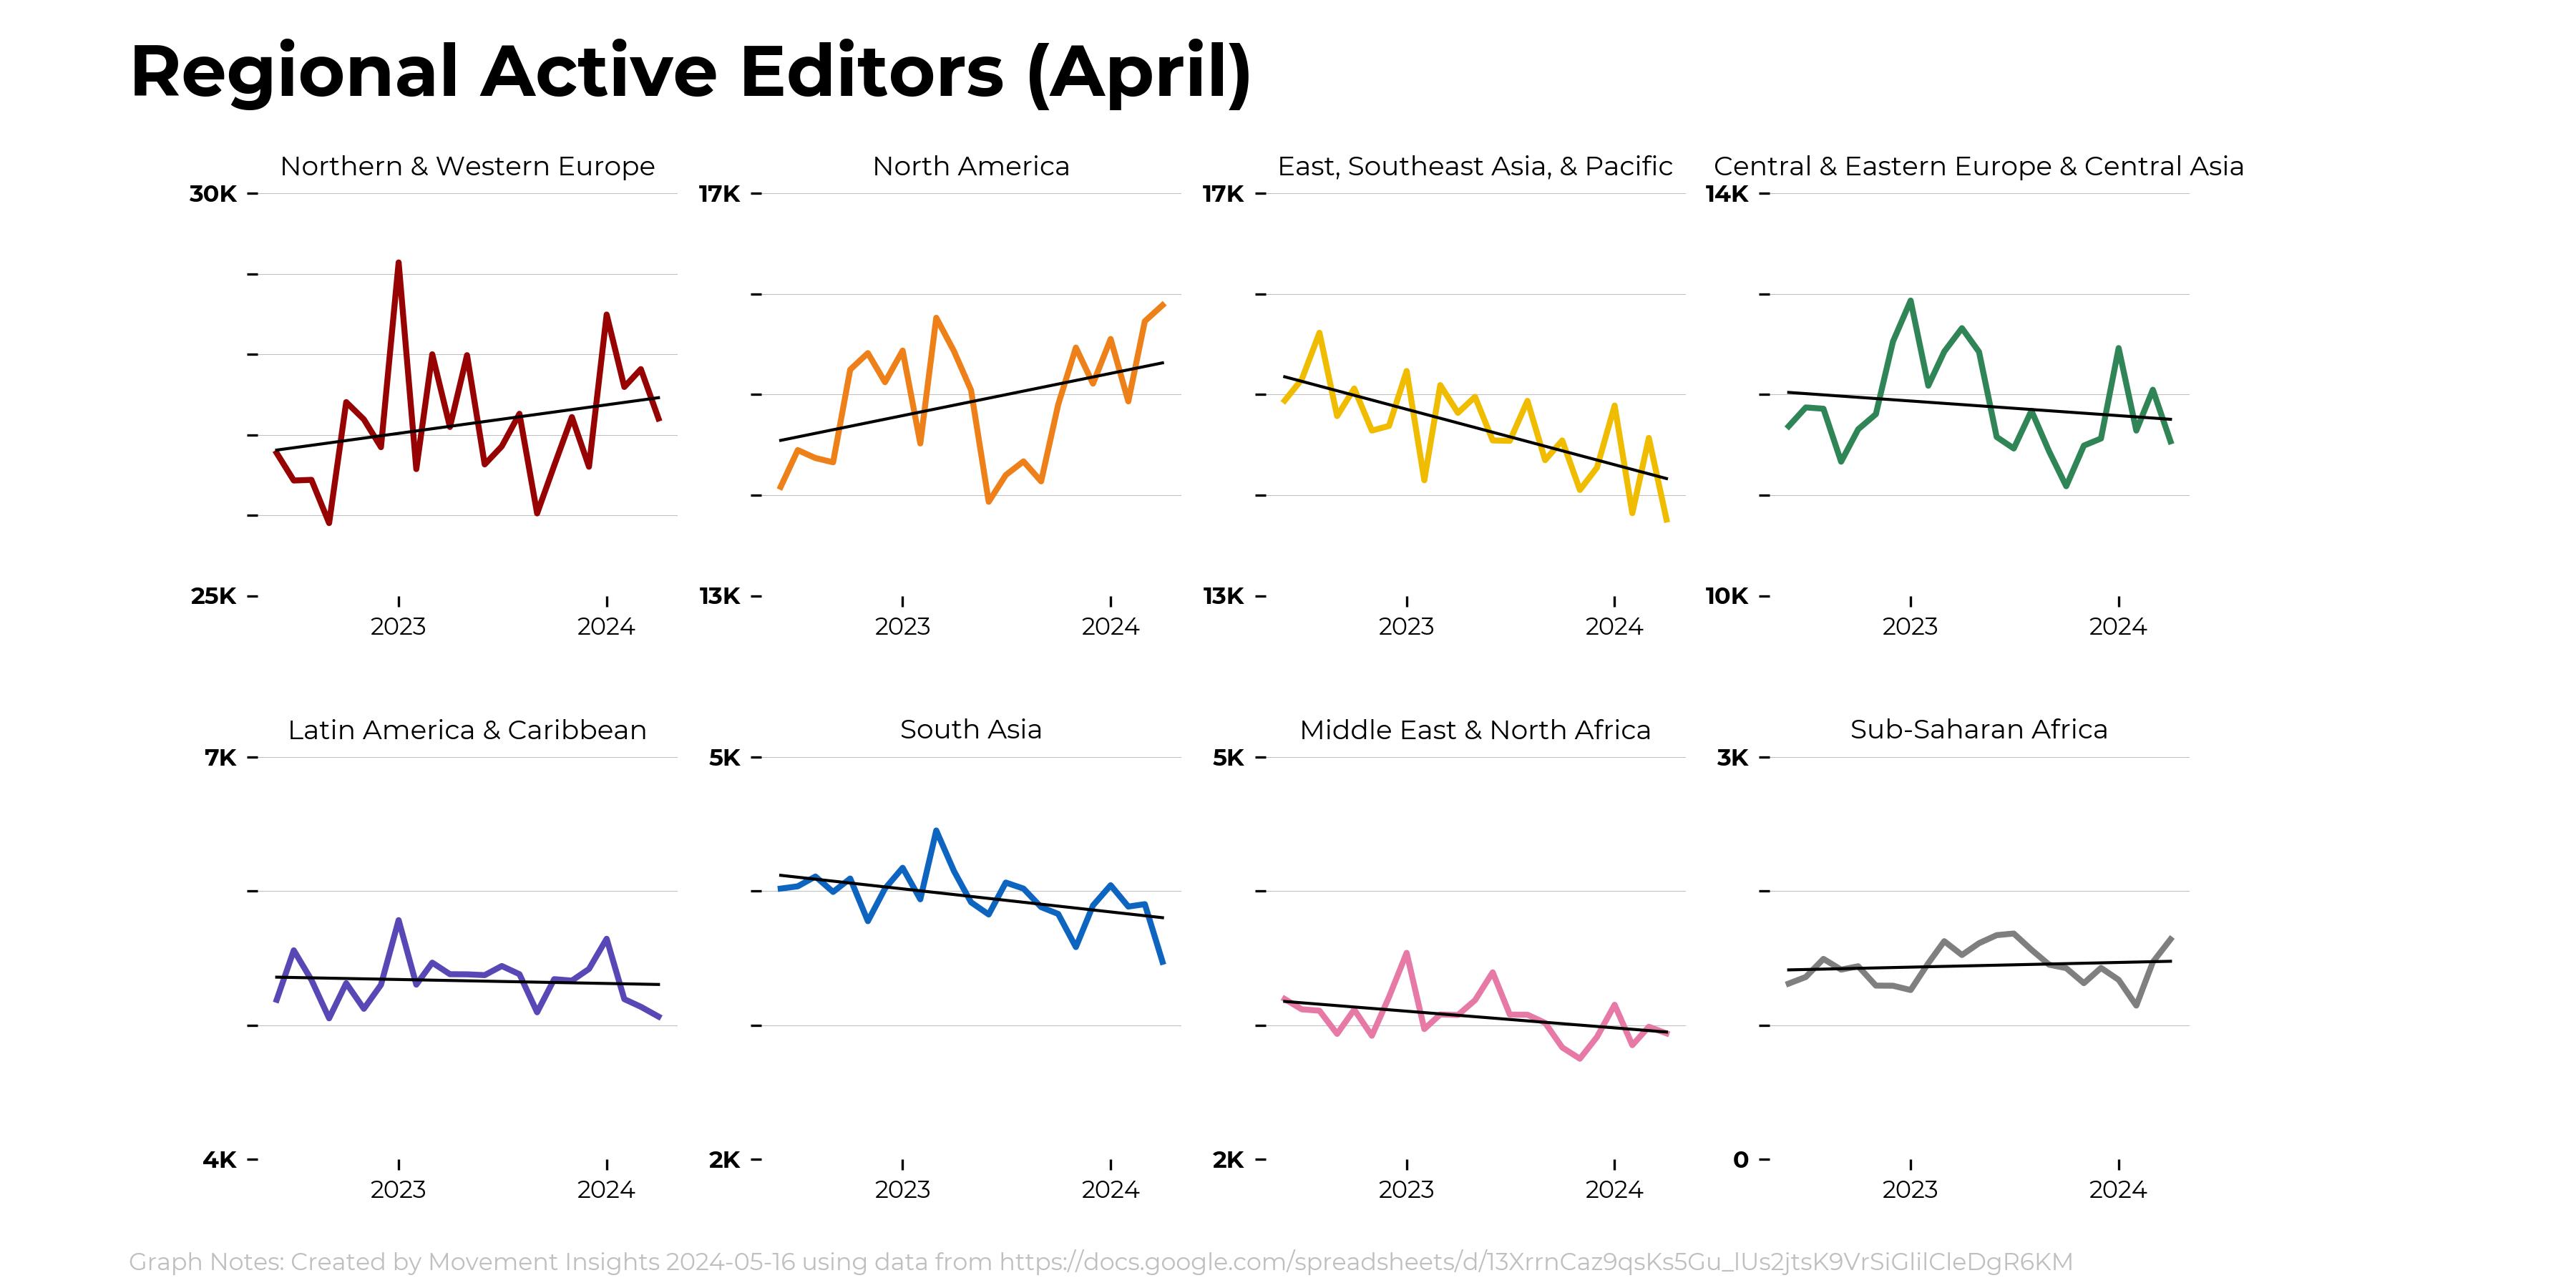 Regional Active Editors (April)
Northern & Western Europe
30K
25K
2023 2024
North America
17K
13K
2023 2024
East, Southeast Asia, & Pacific
17K
13K
2023 2024
Central & Eastern Europe & Central Asia
14K
10K
2023 2024
Latin America & Caribbean
7K
4K
2023 2024
South Asia
5K
2K
2023 2024
Middle East & North Africa
5K
2K
2023 2024
Sub-Saharan Africa
3K
0
2023 2024
Graph Notes: Created by Movement Insights 2024-05-16 using data from https://docs.google.com/spreadsheets/d/13XrrnCaz9qsKs5Gu_lUs2jtsK9VrSiGlilCleDgR6KM